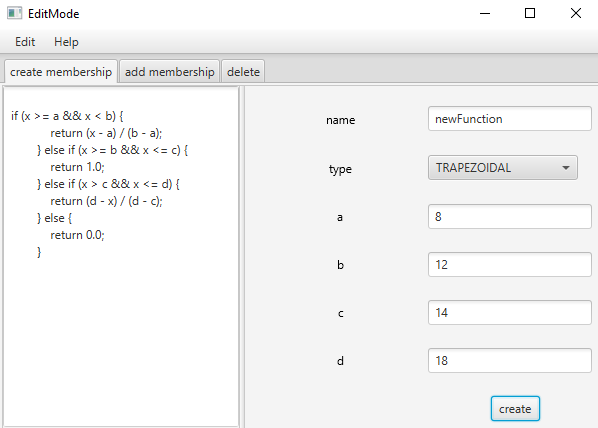 EditMode
Edit Help
create membership add membership delete
if (x >= a && x < b) {
return (x - a) / (b - a);
} else if (x >= b && x <= c) {
return 1.0;
} else if (x > c && x <= d) {
return (d - x) / (d - c);
} else {
return 0.0;
}
name newFunction
type TRAPEZOIDAL
a 8
b 12
c 14
d 18
create